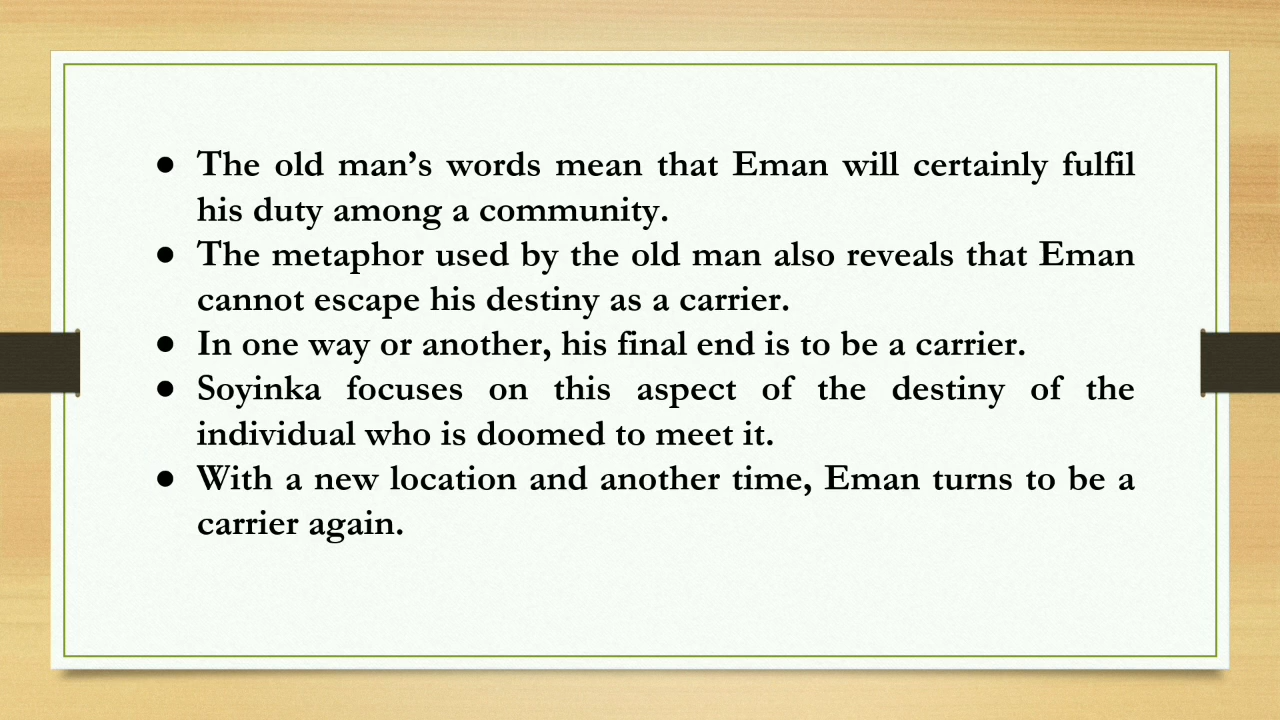 ● The old man’s words mean that Eman will certainly fulfil
his duty among a community.
● The metaphor used by the old man also reveals that Eman
cannot escape his destiny as a carrier.
● In one way or another, his final end is to be a carrier.
● Soyinka focuses on this aspect of the destiny of the
individual who is doomed to meet it.
● With a new location and another time, Eman turns to be a
carrier again.